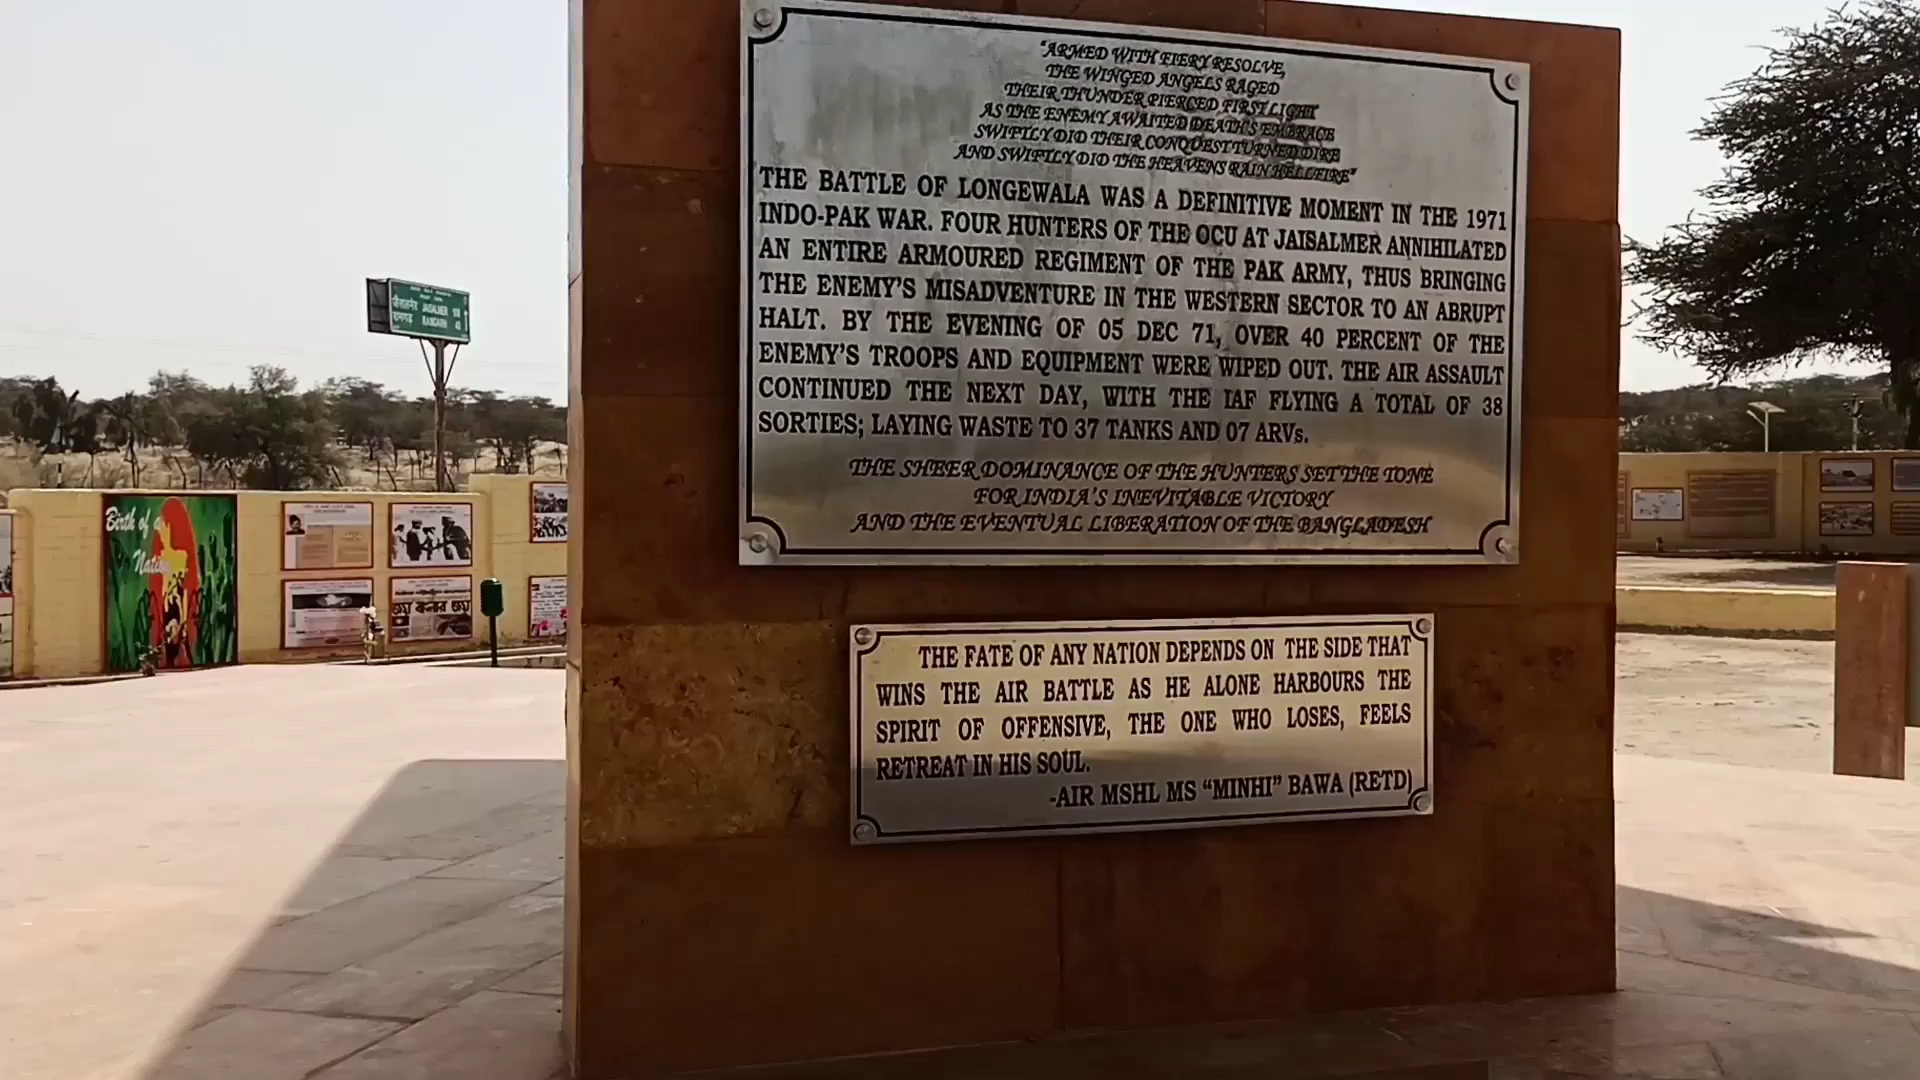 "ARMED WITH FIERY RESOLVE,
THE WINGED ANGELS RAGED
THEIR THUNDER PIERCED FIRST LIGHT
AS THE ENEMY AWAITED DEATH'S EMBRACE
SWIFTLY DID THEIR CONQUEST TURNED DIRE
AND SWIFTLY DID THE HEAVENS RAIN HELLFIRE"
THE BATTLE OF LONGEWALA WAS A DEFINITIVE MOMENT IN THE 1971
INDO-PAK WAR. FOUR HUNTERS OF THE OCU AT JAISALMER ANNIHILATED
AN ENTIRE ARMOURED REGIMENT OF THE PAK ARMY, THUS BRINGING
THE ENEMY'S MISADVENTURE IN THE WESTERN SECTOR TO AN ABRUPT
HALT. BY THE EVENING OF 05 DEC 71, OVER 40 PERCENT OF THE
ENEMY'S TROOPS AND EQUIPMENT WERE WIPED OUT. THE AIR ASSAULT
CONTINUED THE NEXT DAY, WITH THE IAF FLYING A TOTAL OF 38
SORTIES; LAYING WASTE TO 37 TANKS AND 07 ARVs.
THE SHEER DOMINANCE OF THE HUNTERS SET THE TONE
FOR INDIA'S INEVITABLE VICTORY
AND THE EVENTUAL LIBERATION OF THE BANGLADESH
THE FATE OF ANY NATION DEPENDS ON THE SIDE THAT
WINS THE AIR BATTLE AS HE ALONE HARBOURS THE
SPIRIT OF OFFENSIVE, THE ONE WHO LOSES, FEELS
RETREAT IN HIS SOUL.
-AIR MSHL MS "MINHI" BAWA (RETD)
जैसलमेर JAISALMER
रामगढ़ RAMGARH 43
Birth of a
Nation
জয় বাংলার জয়